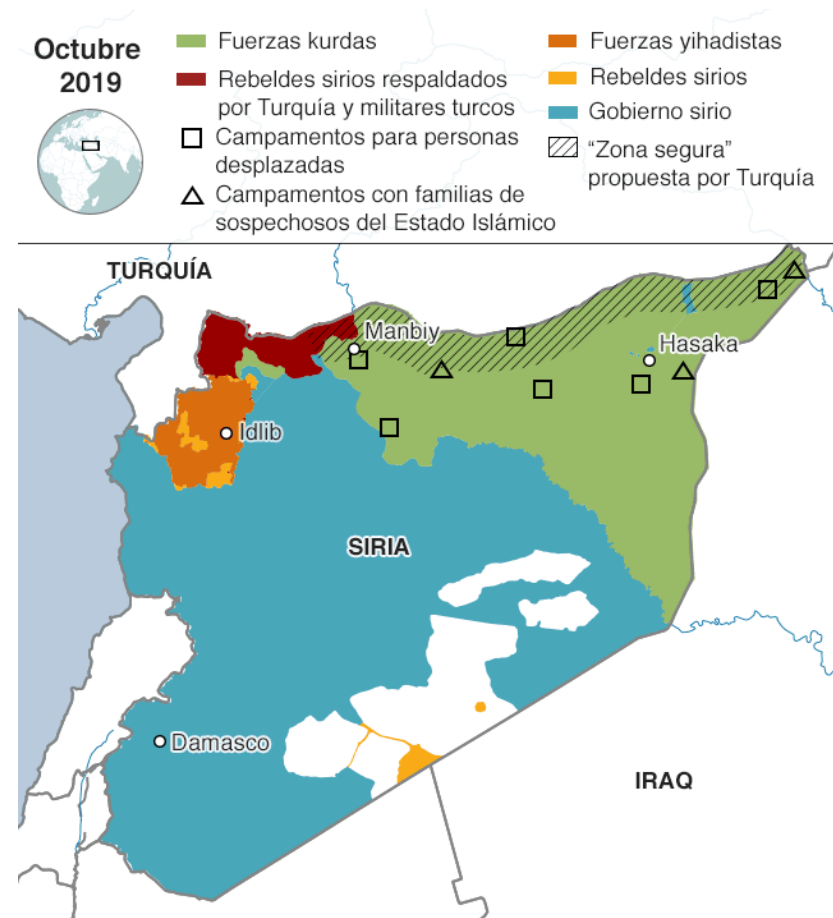 Octubre
2019
Fuerzas kurdas
Rebeldes sirios respaldados
por Turquía y militares turcos
Campamentos para personas
desplazadas
Campamentos con familias de
sospechosos del Estado Islámico
Fuerzas yihadistas
Rebeldes sirios
Gobierno sirio
“Zona segura”
propuesta por Turquía
TURQUÍA
Manbiy
Hasaka
Idlib
SIRIA
Damasco
IRAQ